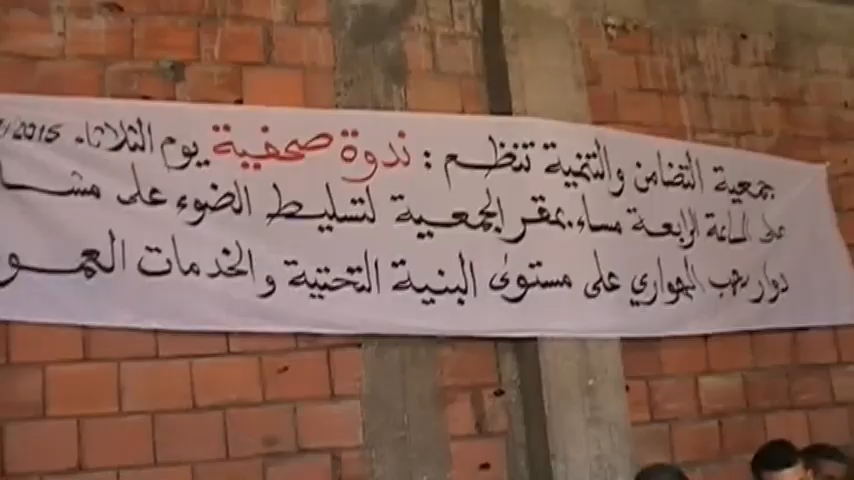 جمعية التضامن والتنمية تنظم : ندوة صحفية يوم الثلاثاء /2015
على الساعة الرابعة مساء بمقر الجمعية لتسليط الضوء على
دوار الهواري على مستوى البنية التحتية والخدمات